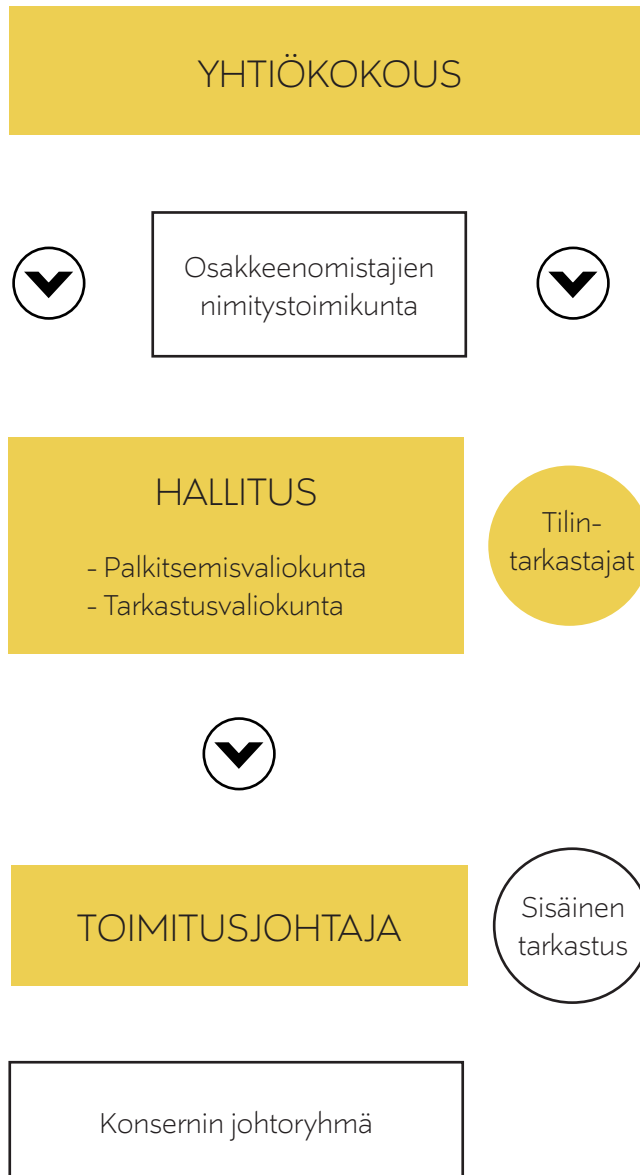 YHTIÖKOKOUS
Osakkeenomistajien
nimitystoimikunta
HALLITUS
- Palkitsemisvaliokunta
- Tarkastusvaliokunta
Tilin-
tarkastajat
TOIMITUSJOHTAJA
Sisäinen
tarkastus
Konsernin johtoryhmä